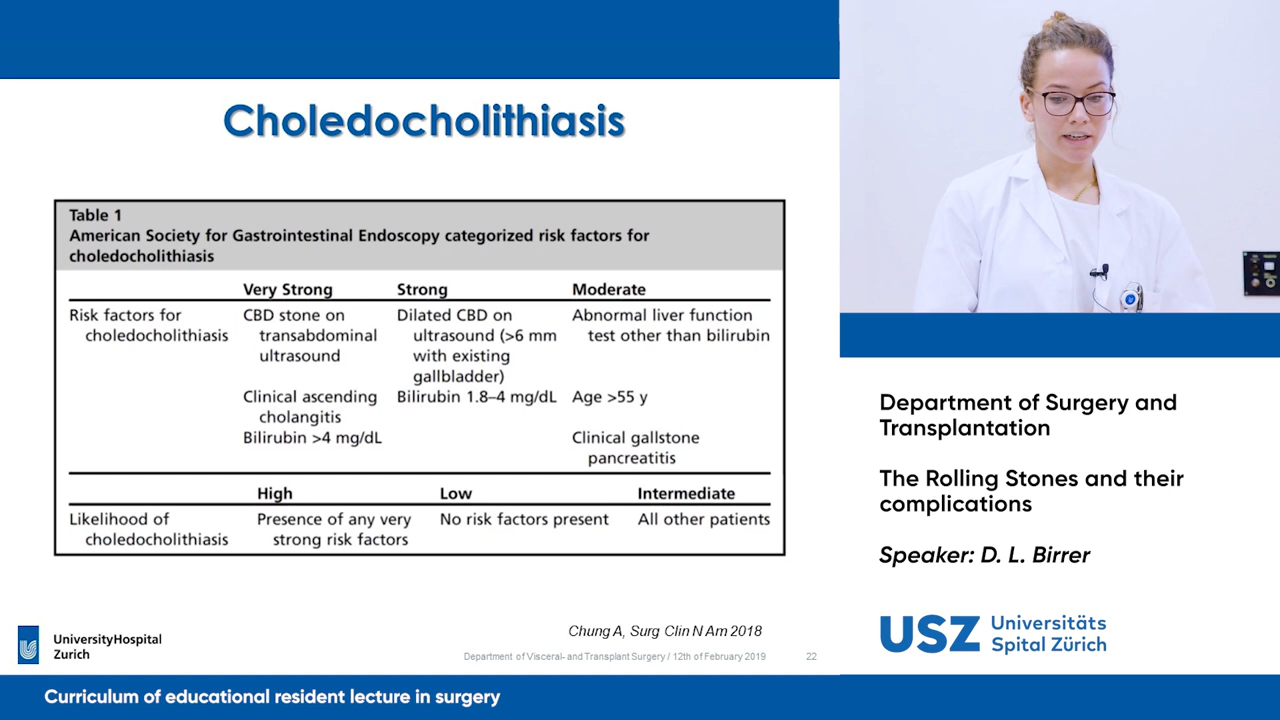 Choledocholithiasis
Table 1
American Society for Gastrointestinal Endoscopy categorized risk factors for
choledocholithiasis
Very Strong Strong Moderate
Risk factors for
choledocholithiasis
CBD stone on
transabdominal
ultrasound
Dilated CBD on
ultrasound (>6 mm
with existing
gallbladder)
Abnormal liver function
test other than bilirubin
Clinical ascending
cholangitis
Bilirubin 1.8–4 mg/dL
Age >55 y
Bilirubin >4 mg/dL
Clinical gallstone
pancreatitis
High Low Intermediate
Likelihood of
choledocholithiasis
Presence of any very
strong risk factors
No risk factors present
All other patients
Chung A, Surg Clin N Am 2018
UniversityHospital
Zurich
Department of Visceral- and Transplant Surgery / 12th of February 2019 22
Curriculum of educational resident lecture in surgery
Department of Surgery and
Transplantation
The Rolling Stones and their
complications
Speaker: D. L. Birrer
USZ Universitäts
Spital Zürich